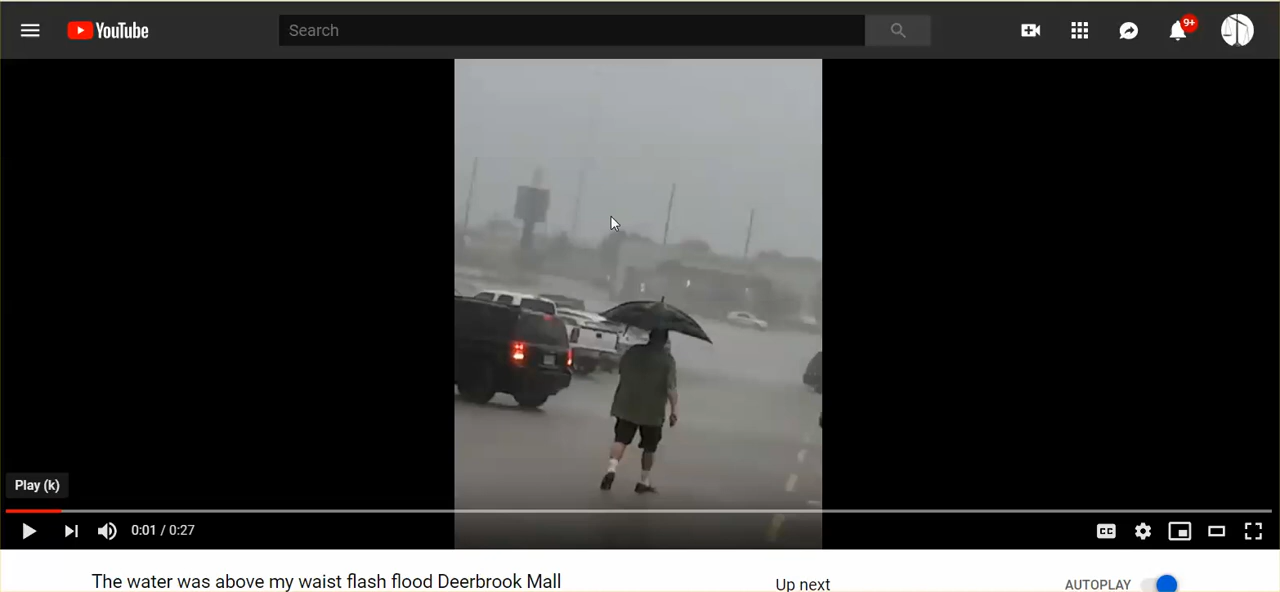 YouTube
Search
9+
Play (k)
0:01 / 0:27
CC
The water was above my waist flash flood Deerbrook Mall
Up next
AUTOPLAY